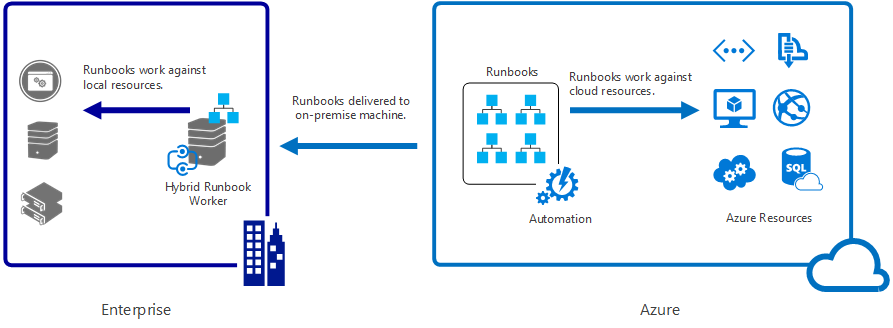 Runbooks work against
local resources.
Hybrid Runbook
Worker
Runbooks delivered to
on-premise machine.
Runbooks
Runbooks work against
cloud resources.
Automation
SQL
Azure Resources
Enterprise
Azure